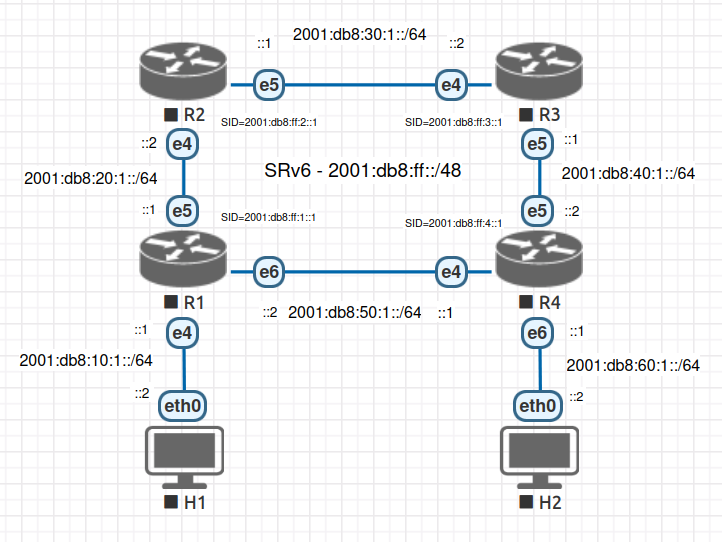 2001:db8:30:1::/64
::1
::2
e5
e4
R2
R3
SID=2001:db8:ff:2::1
SID=2001:db8:ff:3::1
::2
e4
e5
::1
SRv6 - 2001:db8:ff::/48
2001:db8:20:1::/64
2001:db8:40:1::/64
::1
e5
e5
::2
SID=2001:db8:ff:1::1
SID=2001:db8:ff:4::1
e6
e4
R1
R4
::2
2001:db8:50:1::/64
::1
::1
e4
e6
::1
2001:db8:10:1::/64
2001:db8:60:1::/64
::2
eth0
eth0
::2
H1
H2